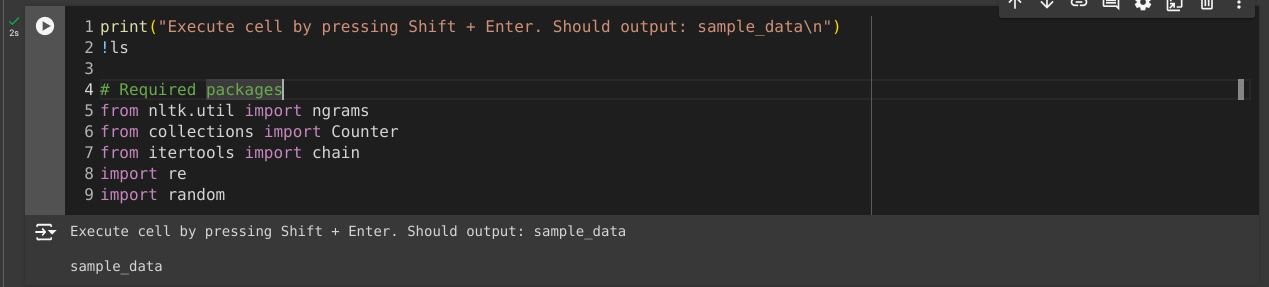 2s
1 print("Execute cell by pressing Shift + Enter. Should output: sample_data\n")
2 !ls
3
4 # Required packages
5 from nltk.util import ngrams
6 from collections import Counter
7 from itertools import chain
8 import re
9 import random
Execute cell by pressing Shift + Enter. Should output: sample_data
sample_data